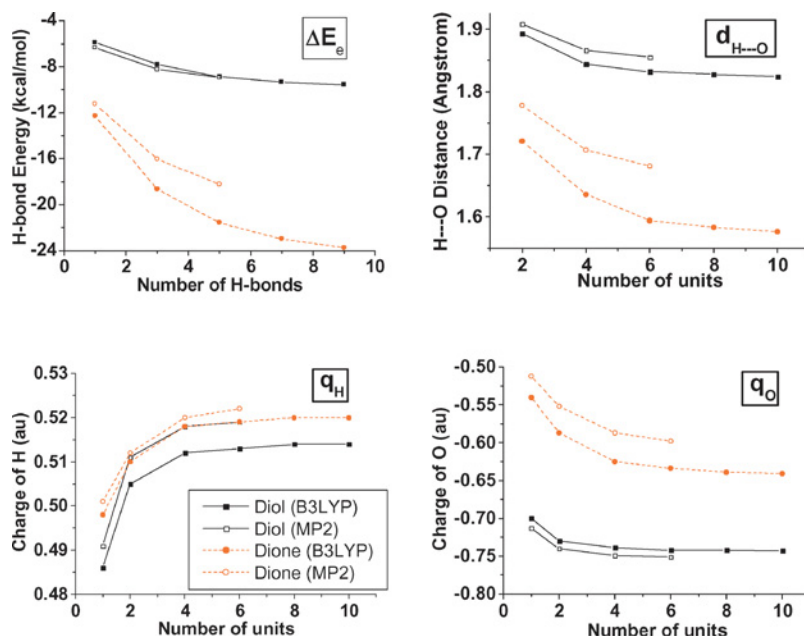 ΔEe
H-bond Energy (kcal/mol)
-4
-8
-12
-16
-20
-24
0 2 4 6 8 10
Number of H-bonds
dH---O
H---O Distance (Angstrom)
1.9
1.8
1.7
1.6
2 4 6 8 10
Number of units
qH
Charge of H (au)
0.53
0.52
0.51
0.50
0.49
0.48
0 2 4 6 8 10
Number of units
Diol (B3LYP)
Diol (MP2)
Dione (B3LYP)
Dione (MP2)
qO
Charge of O (au)
-0.50
-0.55
-0.60
-0.65
-0.70
-0.75
-0.80
0 2 4 6 8 10
Number of units